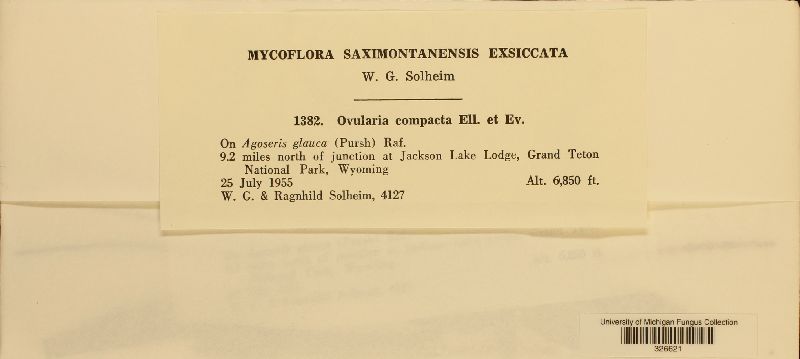 MYCOFLORA SAXIMONTANENSIS EXSICCATA
W. G. Solheim
1382. Ovularia compacta Ell. et Ev.
On Agoseris glauca (Pursh) Raf.
9.2 miles north of junction at Jackson Lake Lodge, Grand Teton
National Park, Wyoming
25 July 1955 Alt. 6,850 ft.
W. G. & Ragnhild Solheim, 4127
University of Michigan Fungus Collection
326621